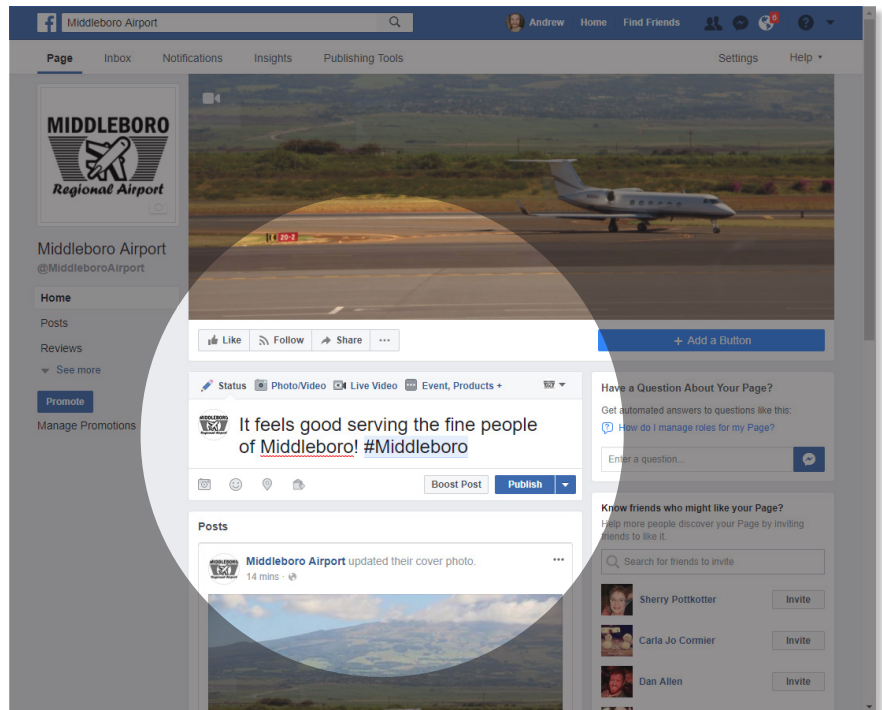 Middleboro Airport
Andrew Home Find Friends 6
Page Inbox Notifications Insights Publishing Tools Settings Help
MIDDLEBORO
Regional Airport
20-2
Middleboro Airport
@MiddleboroAirport
Home
Posts
Reviews
See more
Promote
Manage Promotions
Like Follow Share ...
+ Add a Button
Status Photo/Video Live Video Event, Products +
It feels good serving the fine people
of Middleboro! #Middleboro
Boost Post Publish
Posts
Middleboro Airport updated their cover photo.
14 mins ·
Have a Question About Your Page?
Get automated answers to questions like this:
How do I manage roles for my Page?
Enter a question...
Know friends who might like your Page?
Help more people discover your Page by inviting
friends to like it.
Search for friends to invite
Sherry Pottkotter Invite
Carla Jo Cormier Invite
Dan Allen Invite